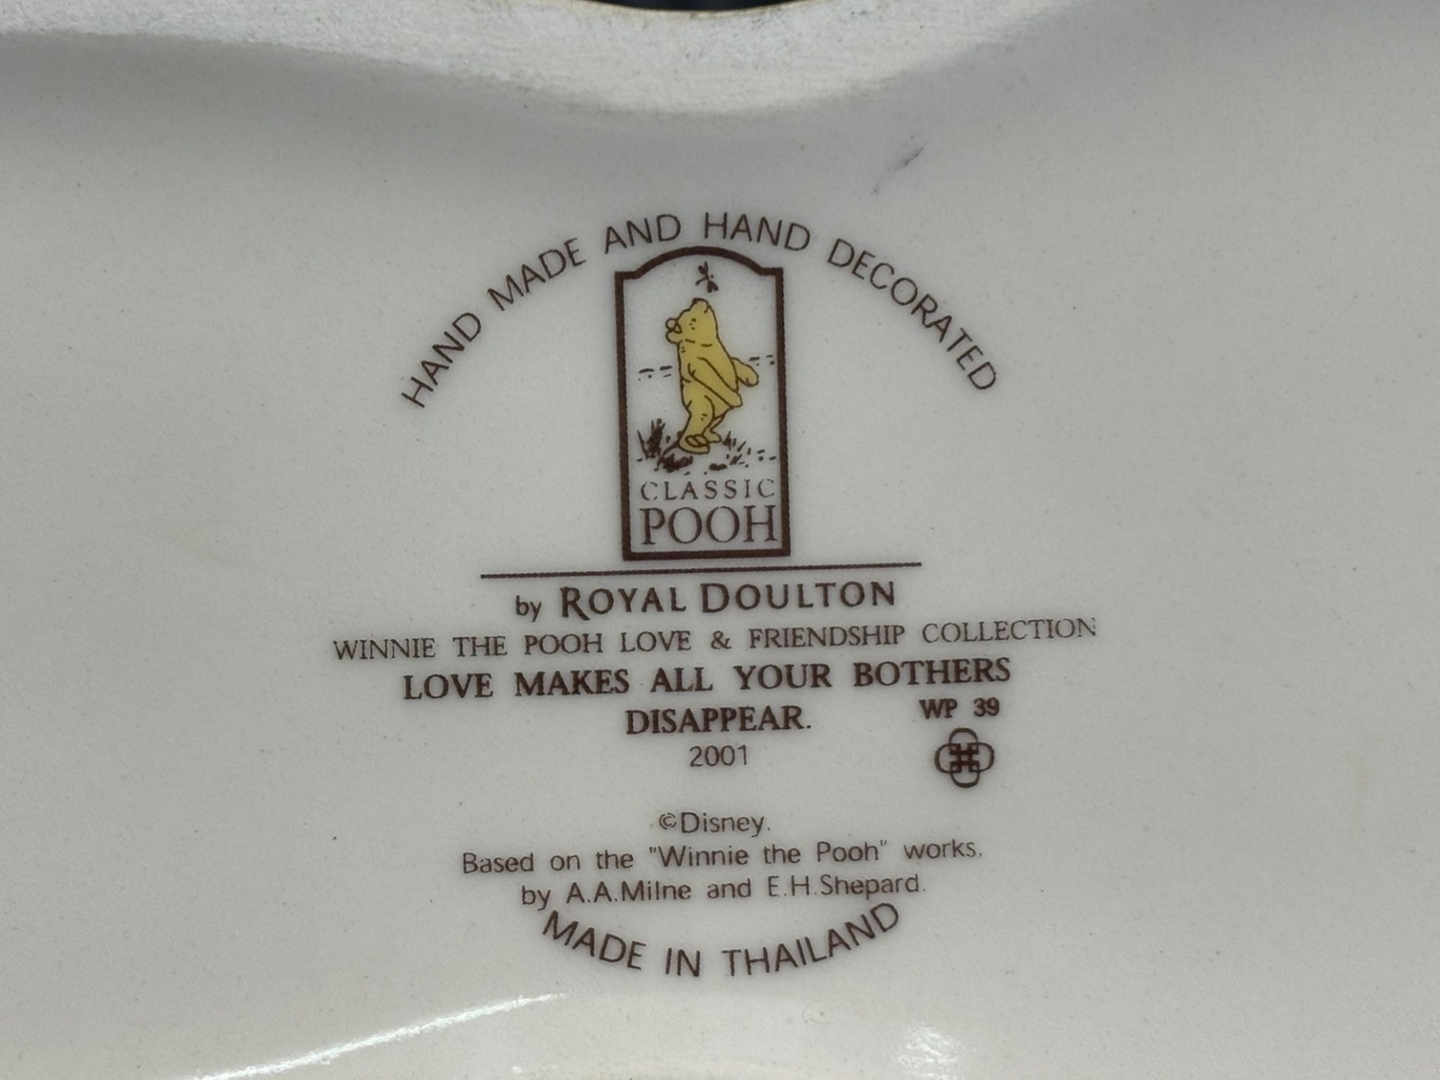 HAND MADE AND HAND DECORATED
CLASSIC
POOH
by ROYAL DOULTON
WINNIE THE POOH LOVE & FRIENDSHIP COLLECTION
LOVE MAKES ALL YOUR BOTHERS
DISAPPEAR.
WP 39
2001
©Disney.
Based on the "Winnie the Pooh" works.
by A.A.Milne and E.H.Shepard.
MADE IN THAILAND